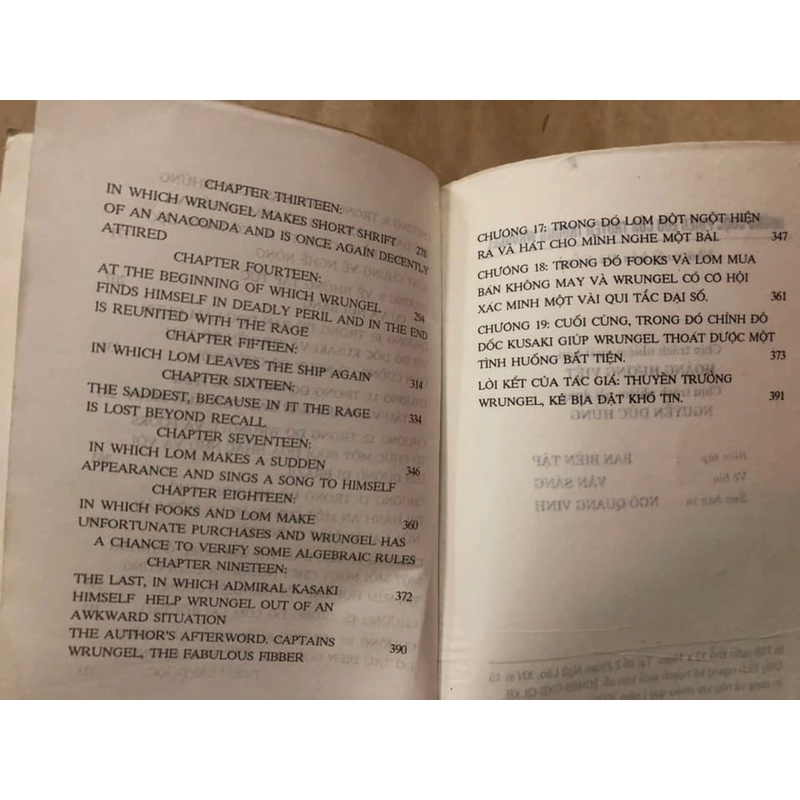 CHAPTER THIRTEEN:
IN WHICH WRUNGEL MAKES SHORT SHRIFT
OF AN ANACONDA AND IS ONCE AGAIN DECENTLY
ATTIRED 276
CHAPTER FOURTEEN:
AT THE BEGINNING OF WHICH WRUNGEL 294
FINDS HIMSELF IN DEADLY PERIL AND IN THE END
IS REUNITED WITH THE RAGE
CHAPTER FIFTEEN:
IN WHICH LOM LEAVES THE SHIP AGAIN 314
CHAPTER SIXTEEN:
THE SADDEST, BECAUSE IN IT THE RAGE 334
IS LOST BEYOND RECALL
CHAPTER SEVENTEEN:
IN WHICH LOM MAKES A SUDDEN 346
APPEARANCE AND SINGS A SONG TO HIMSELF
CHAPTER EIGHTEEN:
IN WHICH FOOKS AND LOM MAKE 360
UNFORTUNATE PURCHASES AND WRUNGEL HAS
A CHANCE TO VERIFY SOME ALGEBRAIC RULES
CHAPTER NINETEEN:
THE LAST, IN WHICH ADMIRAL KASAKI 372
HIMSELF HELP WRUNGEL OUT OF AN
AWKWARD SITUATION
THE AUTHOR'S AFTERWORD. CAPTAINS 390
WRUNGEL, THE FABULOUS FIBBER
CHƯƠNG 17: TRONG ĐÓ LOM ĐỘT NGỘT HIỆN 347
RA VÀ HÁT CHO MÌNH NGHE MỘT BÀI.
CHƯƠNG 18: TRONG ĐÓ FOOKS VÀ LOM MUA
BÁN KHÔNG MAY VÀ WRUNGEL CÓ CƠ HỘI 361
XÁC MINH MỘT VÀI QUI TẮC ĐẠI SỐ.
CHƯƠNG 19: CUỐI CÙNG, TRONG ĐÓ CHÍNH ĐÔ
ĐỐC KUSAKI GIÚP WRUNGEL THOÁT ĐƯỢC MỘT 373
TÌNH HUỐNG BẤT TIỆN.
LỜI KẾT CỦA TÁC GIẢ: THUYỀN TRƯỞNG 391
WRUNGEL, KẺ BỊA ĐẶT KHÓ TIN.